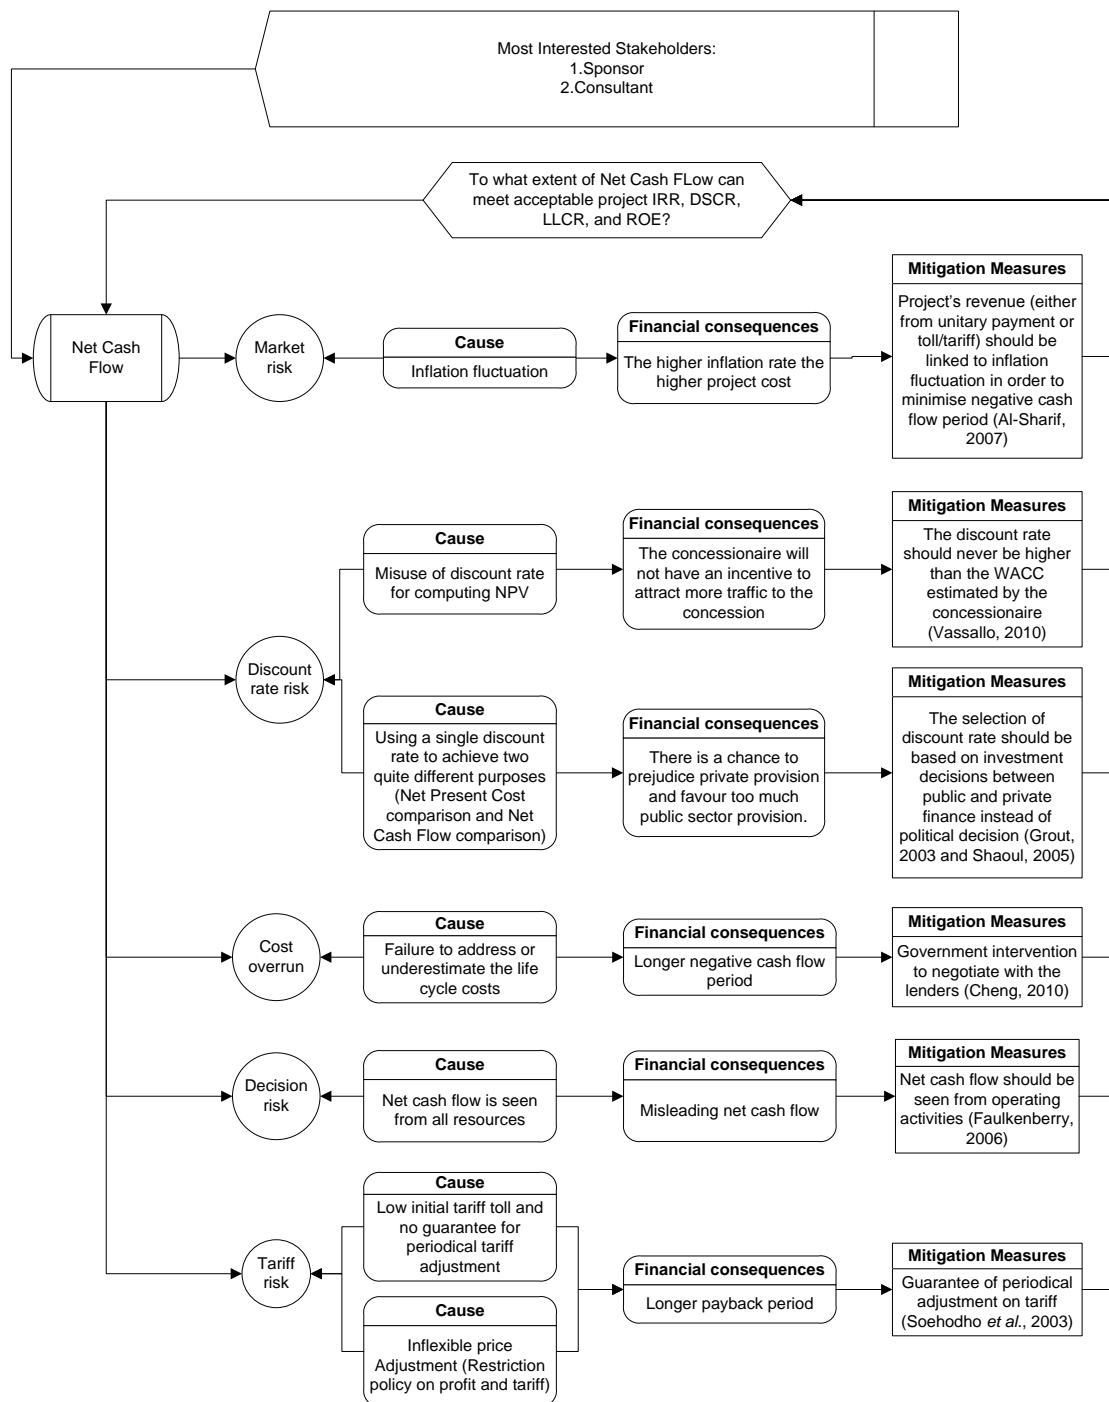 Most Interested Stakeholders:
1.Sponsor
2.Consultant
To what extent of Net Cash FLow can
meet acceptable project IRR, DSCR,
LLCR, and ROE?
Net Cash
Flow
Market
risk
Cause
Inflation fluctuation
Financial consequences
The higher inflation rate the
higher project cost
Mitigation Measures
Project's revenue (either
from unitary payment or
toll/tariff) should be
linked to inflation
fluctuation in order to
minimise negative cash
flow period (Al-Sharif,
2007)
Discount
rate risk
Cause
Misuse of discount rate
for computing NPV
Financial consequences
The concessionaire will
not have an incentive to
attract more traffic to the
concession
Mitigation Measures
The discount rate
should never be higher
than the WACC
estimated by the
concessionaire
(Vassallo, 2010)
Cause
Using a single discount
rate to achieve two
quite different purposes
(Net Present Cost
comparison and Net
Cash Flow comparison)
Financial consequences
There is a chance to
prejudice private provision
and favour too much
public sector provision.
Mitigation Measures
The selection of
discount rate should be
based on investment
decisions between
public and private
finance instead of
political decision (Grout,
2003 and Shaoul, 2005)
Cost
overrun
Cause
Failure to address or
underestimate the life
cycle costs
Financial consequences
Longer negative cash flow
period
Mitigation Measures
Government intervention
to negotiate with the
lenders (Cheng, 2010)
Decision
risk
Cause
Net cash flow is seen
from all resources
Financial consequences
Misleading net cash flow
Mitigation Measures
Net cash flow should be
seen from operating
activities (Faulkenberry,
2006)
Tariff
risk
Cause
Low initial tariff toll and
no guarantee for
periodical tariff
adjustment
Cause
Inflexible price
Adjustment (Restriction
policy on profit and tariff)
Financial consequences
Longer payback period
Mitigation Measures
Guarantee of periodical
adjustment on tariff
(Soehodho et al., 2003)